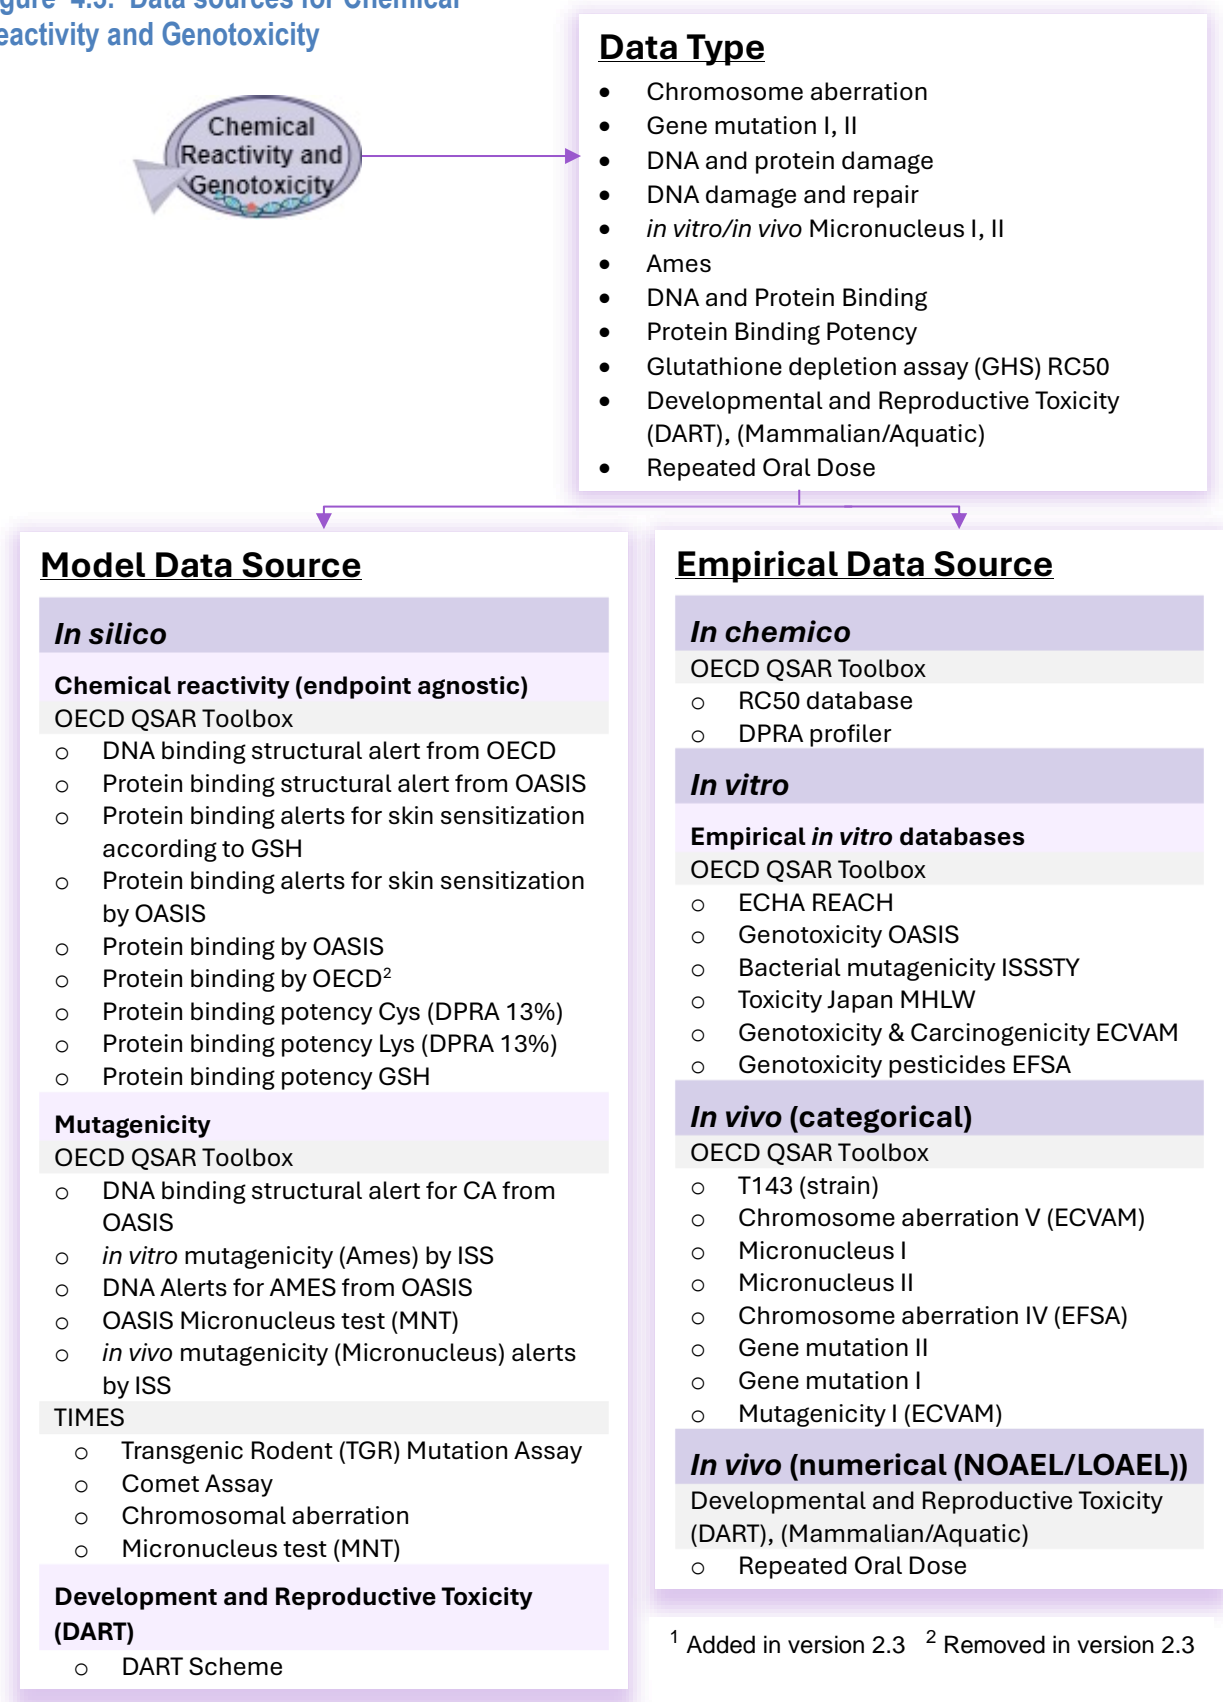 Figure 4.3. Data sources for Chemical
Reactivity and Genotoxicity
Chemical
Reactivity and
Genotoxicity
Data Type
• Chromosome aberration
• Gene mutation I, II
• DNA and protein damage
• DNA damage and repair
• in vitro/in vivo Micronucleus I, II
• Ames
• DNA and Protein Binding
• Protein Binding Potency
• Glutathione depletion assay (GHS) RC50
• Developmental and Reproductive Toxicity
(DART), (Mammalian/Aquatic)
• Repeated Oral Dose
Model Data Source
In silico
Chemical reactivity (endpoint agnostic)
OECD QSAR Toolbox
o DNA binding structural alert from OECD
o Protein binding structural alert from OASIS
o Protein binding alerts for skin sensitization
according to GSH
o Protein binding alerts for skin sensitization
by OASIS
o Protein binding by OASIS
o Protein binding by OECD²
o Protein binding potency Cys (DPRA 13%)
o Protein binding potency Lys (DPRA 13%)
o Protein binding potency GSH
Mutagenicity
OECD QSAR Toolbox
o DNA binding structural alert for CA from
OASIS
o in vitro mutagenicity (Ames) by ISS
o DNA Alerts for AMES from OASIS
o OASIS Micronucleus test (MNT)
o in vivo mutagenicity (Micronucleus) alerts
by ISS
TIMES
o Transgenic Rodent (TGR) Mutation Assay
o Comet Assay
o Chromosomal aberration
o Micronucleus test (MNT)
Development and Reproductive Toxicity
(DART)
o DART Scheme
Empirical Data Source
In chemico
OECD QSAR Toolbox
o RC50 database
o DPRA profiler
In vitro
Empirical in vitro databases
OECD QSAR Toolbox
o ECHA REACH
o Genotoxicity OASIS
o Bacterial mutagenicity ISSSTY
o Toxicity Japan MHLW
o Genotoxicity & Carcinogenicity ECVAM
o Genotoxicity pesticides EFSA
In vivo (categorical)
OECD QSAR Toolbox
o T143 (strain)
o Chromosome aberration V (ECVAM)
o Micronucleus I
o Micronucleus II
o Chromosome aberration IV (EFSA)
o Gene mutation II
o Gene mutation I
o Mutagenicity I (ECVAM)
In vivo (numerical (NOAEL/LOAEL))
Developmental and Reproductive Toxicity
(DART), (Mammalian/Aquatic)
o Repeated Oral Dose
¹ Added in version 2.3 ² Removed in version 2.3